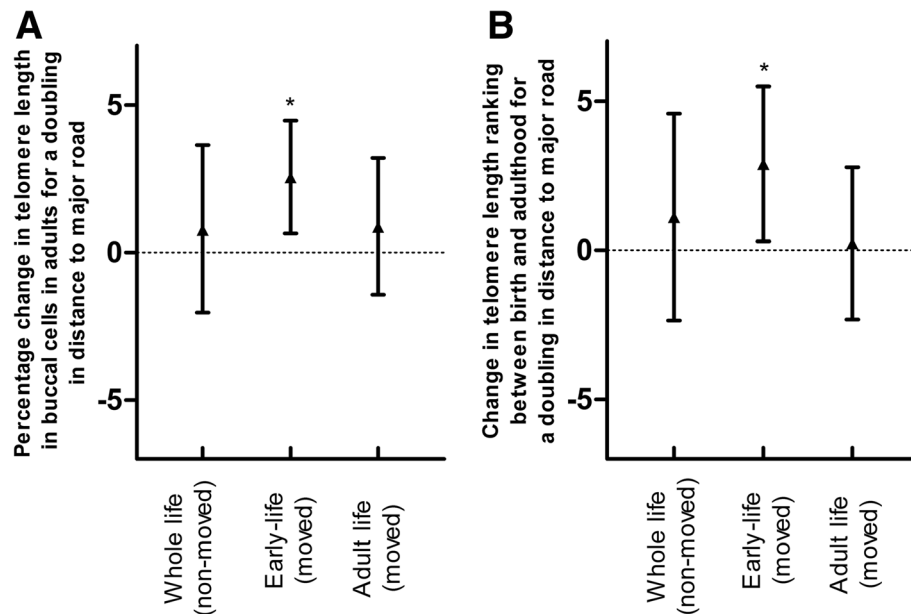 A
Percentage change in telomere length
in buccal cells in adults for a doubling
in distance to major road
5
0
-5
*
Whole life
(non-moved)
Early-life
(moved)
Adult life
(moved)
B
Change in telomere length ranking
between birth and adulthood for
a doubling in distance to major road
5
0
-5
*
Whole life
(non-moved)
Early-life
(moved)
Adult life
(moved)